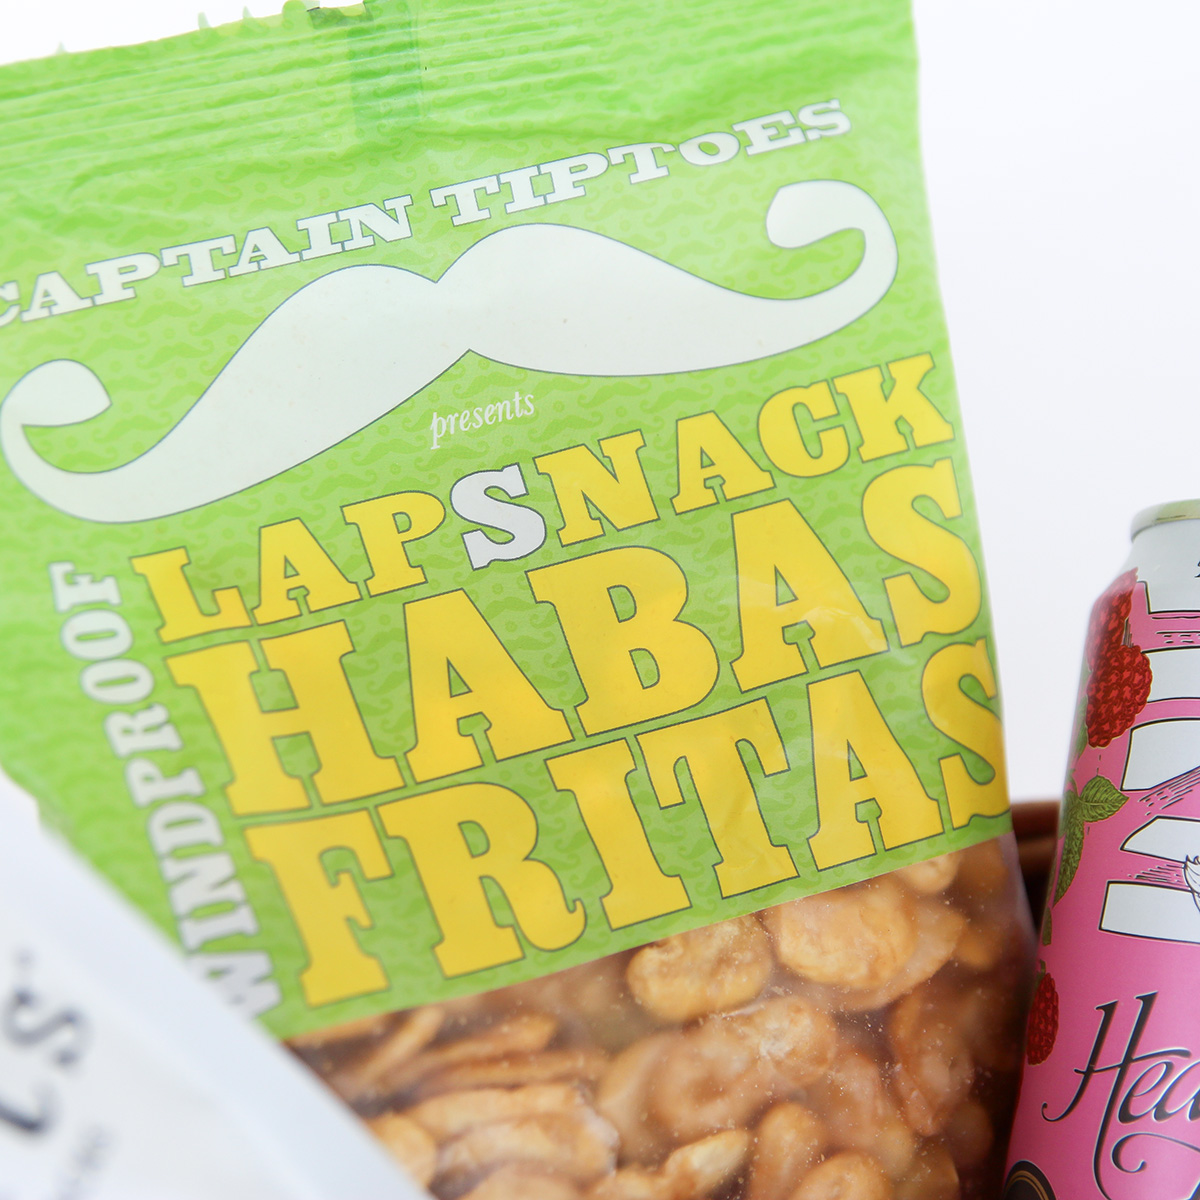 CAPTAIN TIPTOES
presents
LAPSNACK
HABAS
FRITAS
WINDPROOF